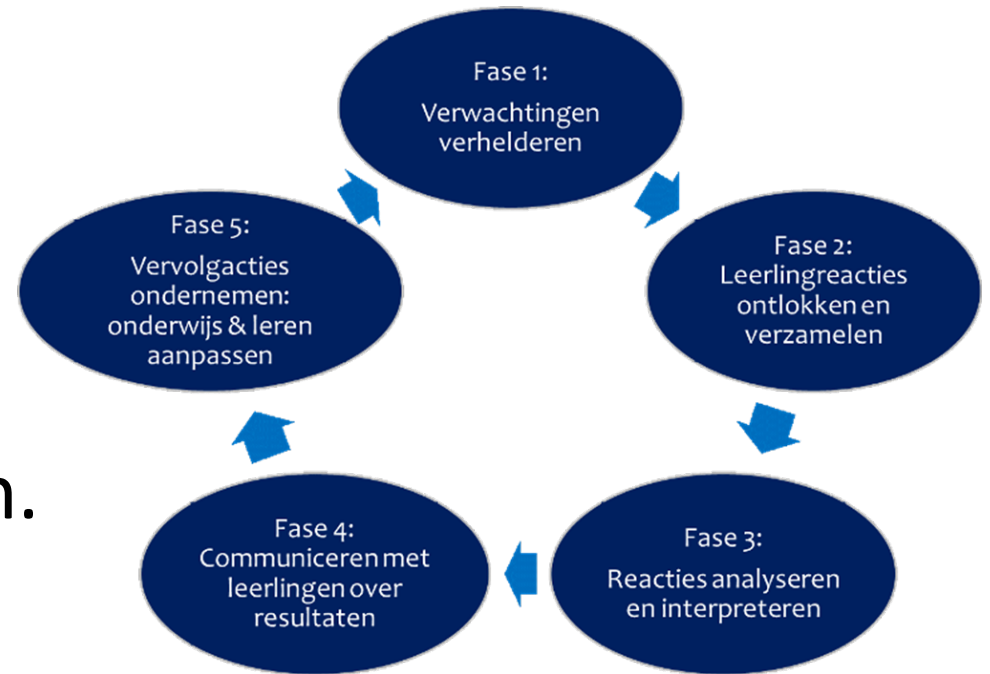 Fase 1:
Verwachtingen
verhelderen
Fase 2:
Leerlingreacties
ontlokken en
verzamelen
Fase 3:
Reacties analyseren
en interpreteren
Fase 4:
Communiceren met
leerlingen over
resultaten
Fase 5:
Vervolgacties
ondernemen:
onderwijs & leren
aanpassen
n.